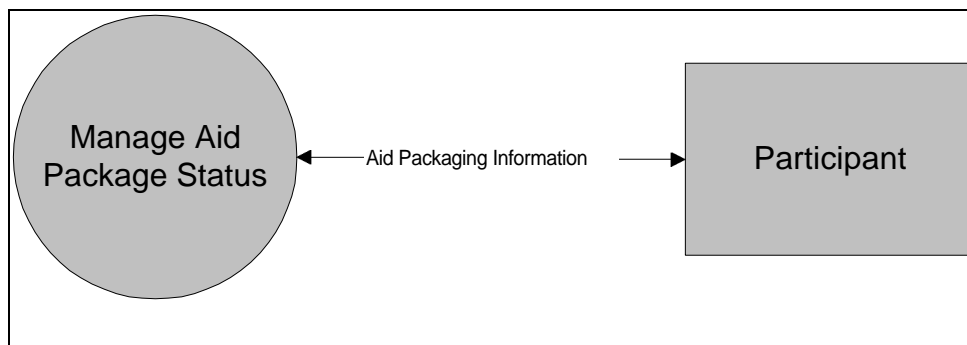 Manage Aid
Package Status
Aid Packaging Information
Participant